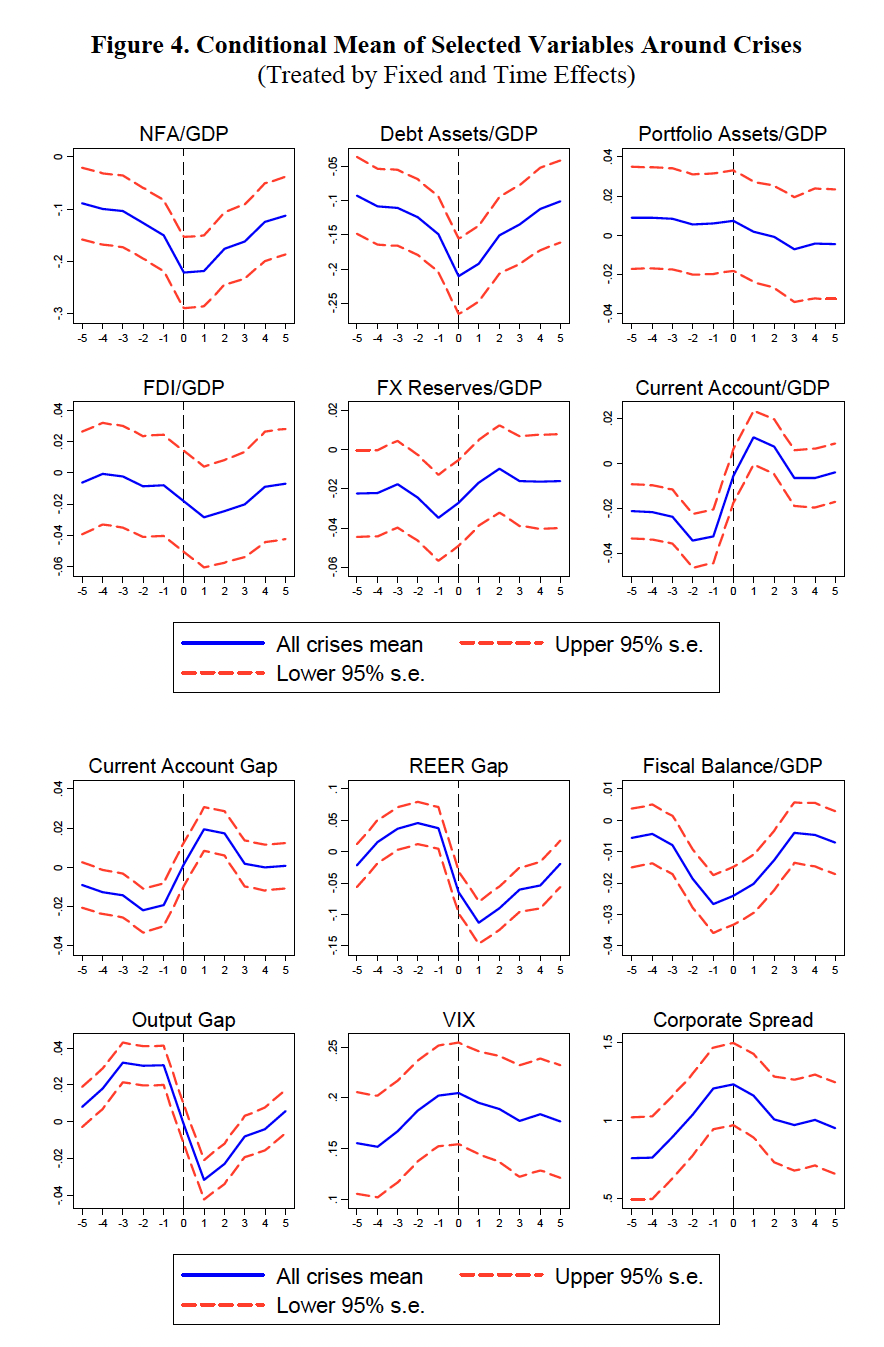 Figure 4. Conditional Mean of Selected Variables Around Crises
(Treated by Fixed and Time Effects)
NFA/GDP
0
-.1
-.2
-.3
-5 -4 -3 -2 -1 0 1 2 3 4 5
Debt Assets/GDP
-.05
-.1
-.15
-.2
-.25
-5 -4 -3 -2 -1 0 1 2 3 4 5
Portfolio Assets/GDP
.04
.02
0
-.02
-.04
-5 -4 -3 -2 -1 0 1 2 3 4 5
FDI/GDP
.04
.02
0
-.02
-.04
-.06
-5 -4 -3 -2 -1 0 1 2 3 4 5
FX Reserves/GDP
.02
0
-.02
-.04
-.06
-5 -4 -3 -2 -1 0 1 2 3 4 5
Current Account/GDP
.02
0
-.02
-.04
-5 -4 -3 -2 -1 0 1 2 3 4 5
All crises mean Upper 95% s.e.
Lower 95% s.e.
Current Account Gap
.04
.02
0
-.02
-.04
-5 -4 -3 -2 -1 0 1 2 3 4 5
REER Gap
.1
.05
0
-.05
-.1
-.15
-5 -4 -3 -2 -1 0 1 2 3 4 5
Fiscal Balance/GDP
.01
0
-.01
-.02
-.03
-.04
-5 -4 -3 -2 -1 0 1 2 3 4 5
Output Gap
.04
.02
0
-.02
-.04
-5 -4 -3 -2 -1 0 1 2 3 4 5
VIX
.25
.2
.15
.1
-5 -4 -3 -2 -1 0 1 2 3 4 5
Corporate Spread
1.5
1
.5
-5 -4 -3 -2 -1 0 1 2 3 4 5
All crises mean Upper 95% s.e.
Lower 95% s.e.